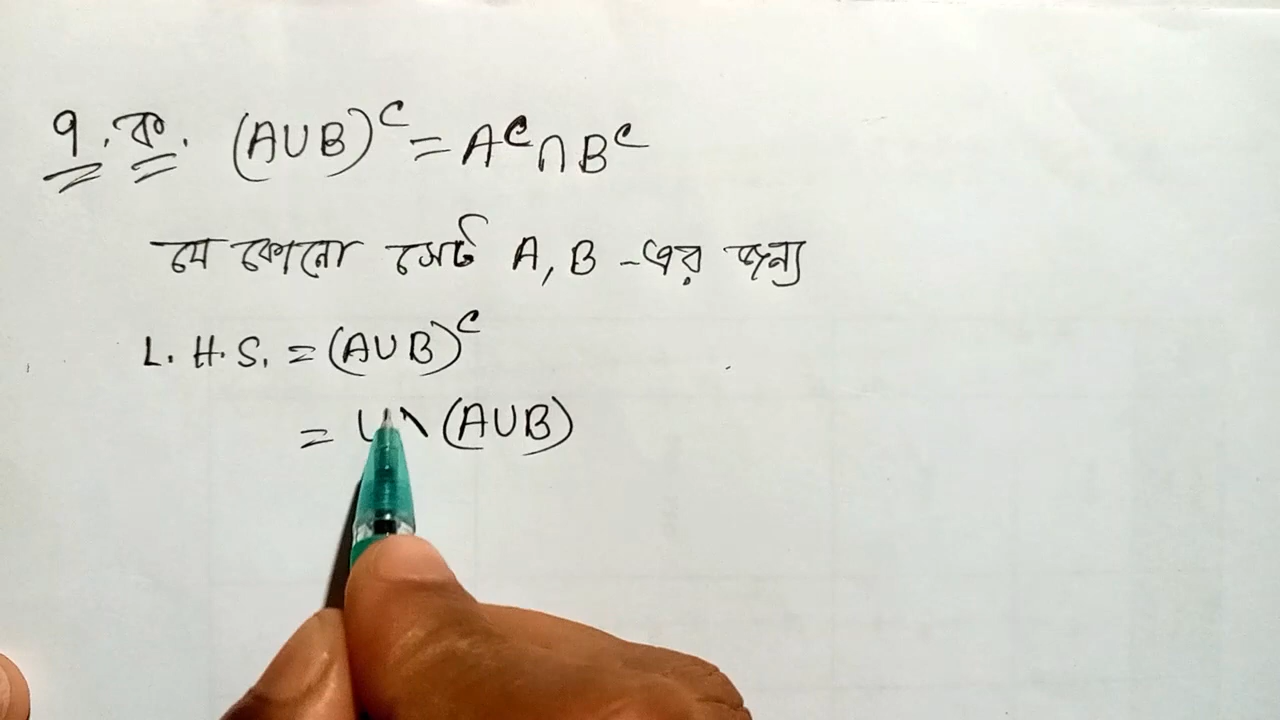 ৭.ক. (A∪B)ᶜ = Aᶜ∩Bᶜ
যে কোনো সেট A, B -এর জন্য
L.H.S. = (A∪B)ᶜ
= U\(A∪B)